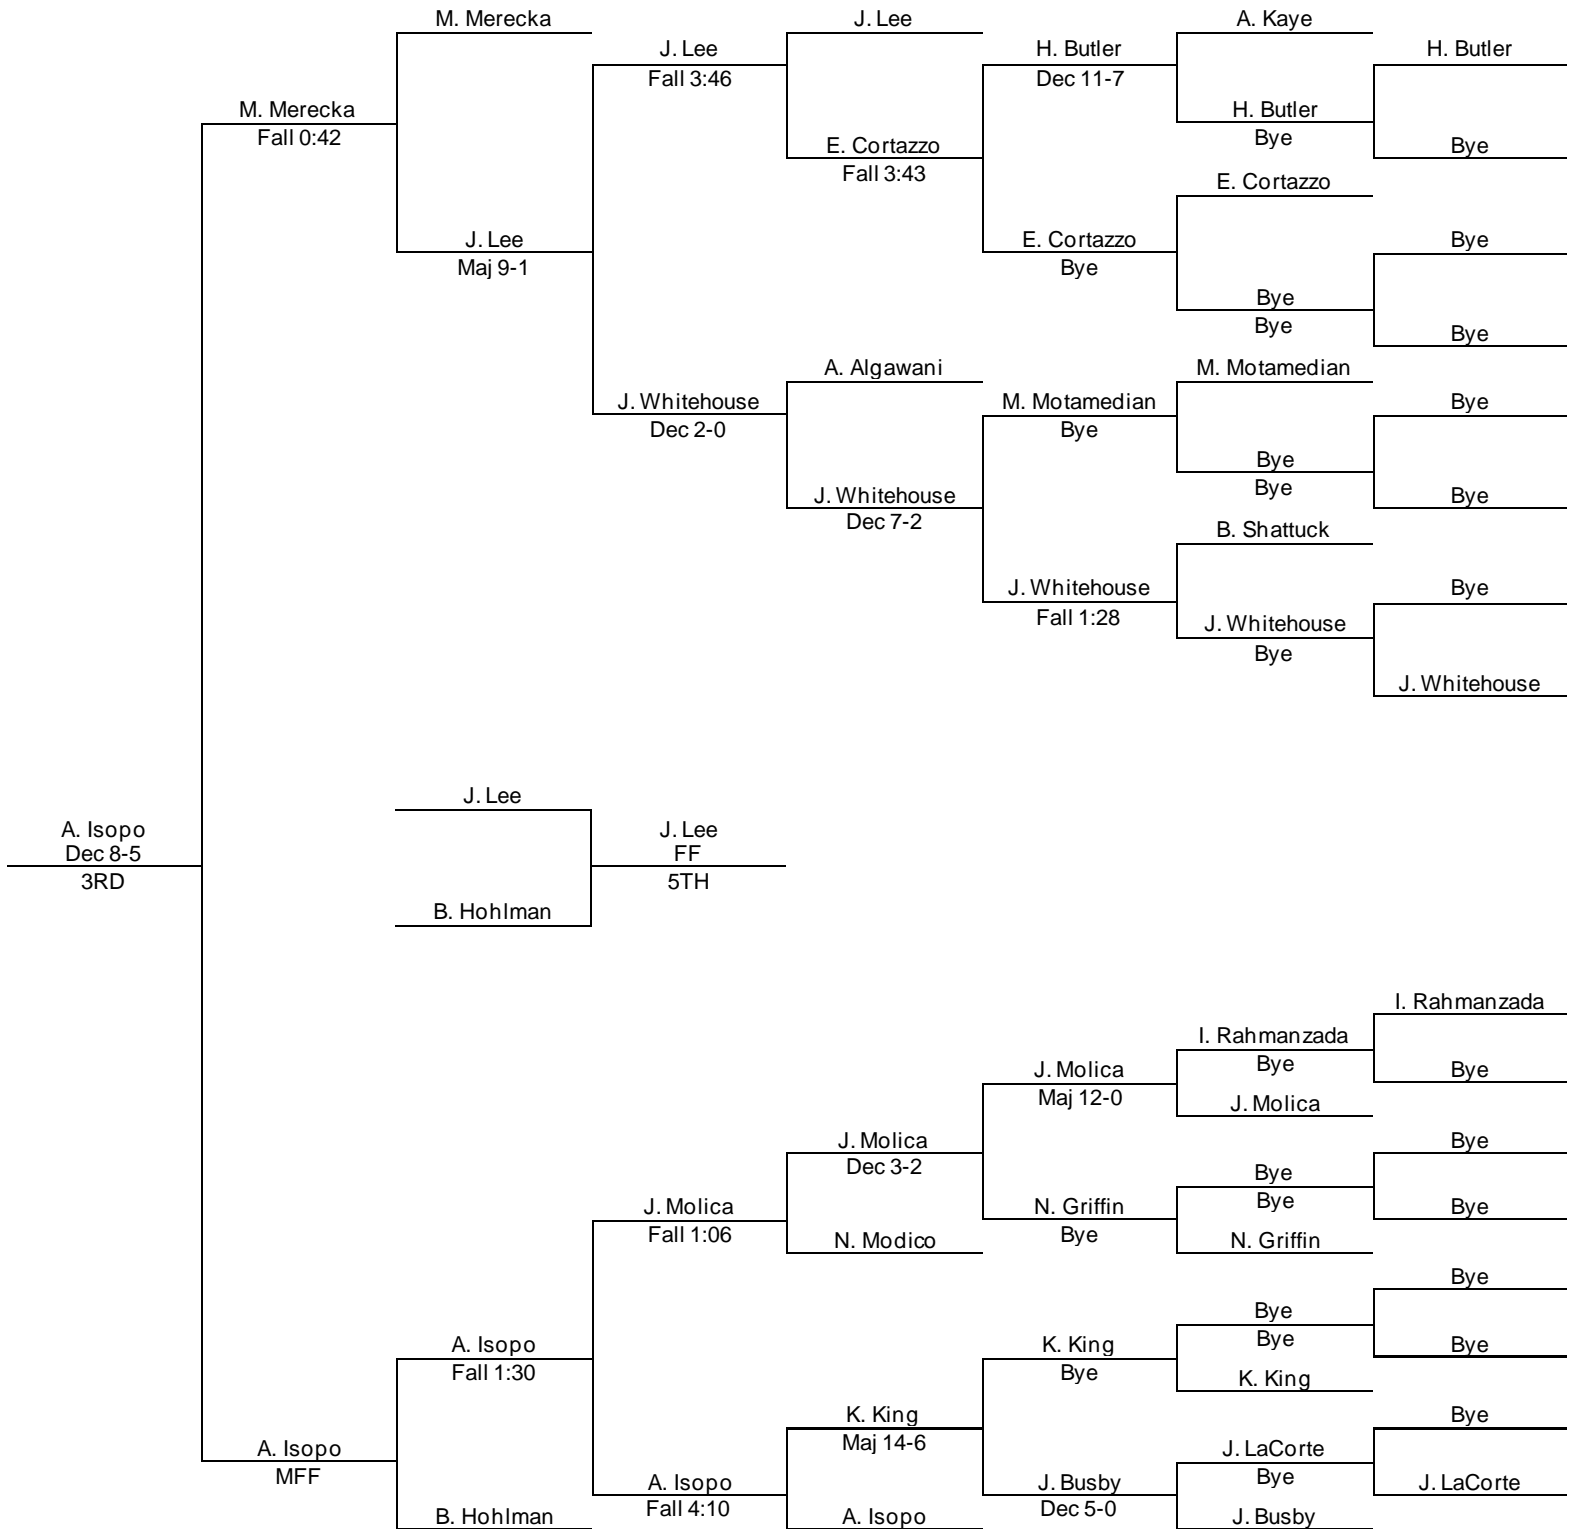 M. Merecka
J. Lee
A. Kaye
J. Lee
Fall 3:46
H. Butler
Dec 11-7
H. Butler
M. Merecka
Fall 0:42
H. Butler
Bye
E. Cortazzo
Fall 3:43
Bye
E. Cortazzo
J. Lee
Maj 9-1
E. Cortazzo
Bye
Bye
Bye
Bye
Bye
A. Algawani
M. Motamedian
J. Whitehouse
Dec 2-0
M. Motamedian
Bye
Bye
Bye
Bye
J. Whitehouse
Dec 7-2
Bye
B. Shattuck
J. Whitehouse
Fall 1:28
Bye
J. Whitehouse
Bye
J. Whitehouse
J. Lee
A. Isopo
Dec 8-5
3RD
J. Lee
FF
5TH
B. Hohlman
I. Rahmanzada
I. Rahmanzada
Bye
J. Molica
Maj 12-0
Bye
J. Molica
J. Molica
Dec 3-2
Bye
Bye
Bye
J. Molica
Fall 1:06
N. Griffin
Bye
Bye
N. Modico
N. Griffin
Bye
Bye
Bye
A. Isopo
Fall 1:30
K. King
Bye
Bye
K. King
K. King
Maj 14-6
Bye
A. Isopo
MFF
J. LaCorte
Bye
A. Isopo
Fall 4:10
J. Busby
Dec 5-0
J. LaCorte
B. Hohlman
A. Isopo
J. Busby